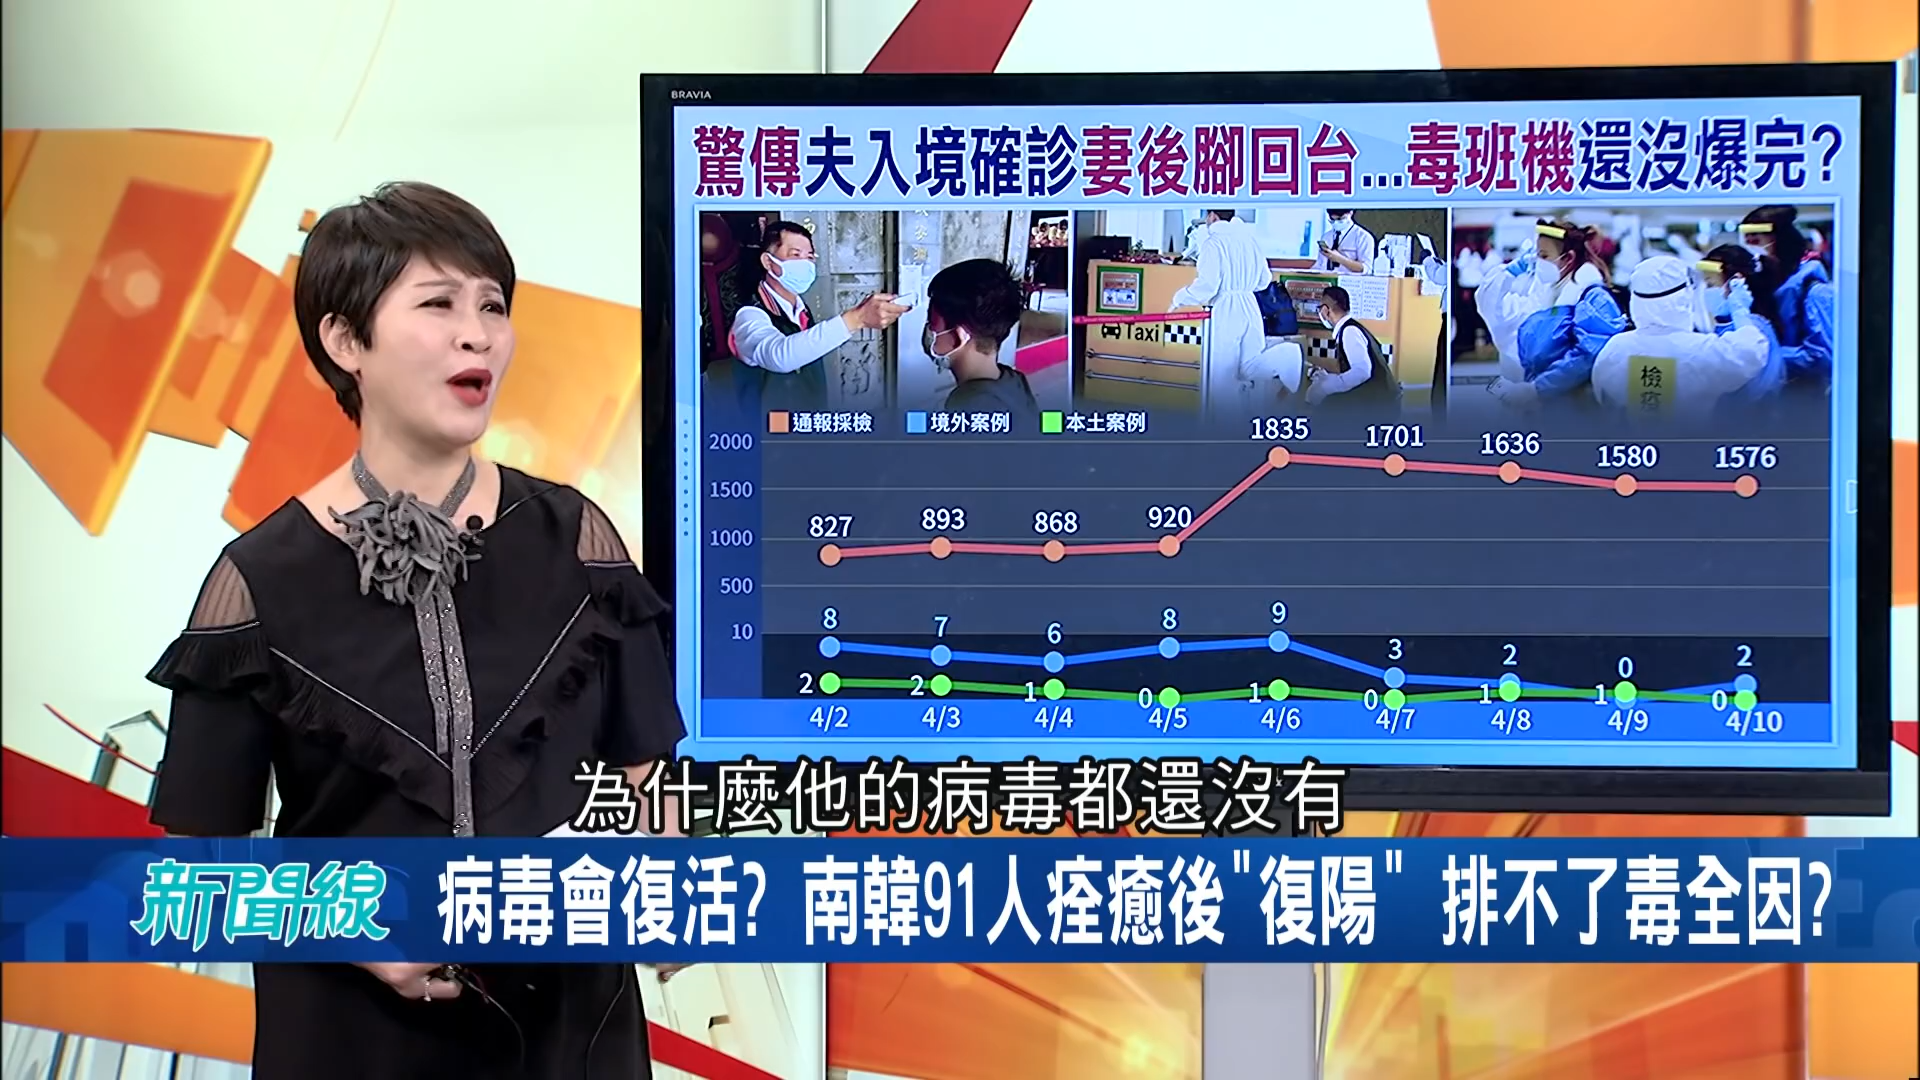 BRAVIA
驚傳夫入境確診妻後腳回台...毒班機還沒爆完?
Taxi
檢疫
通報採檢 境外案例 本土案例
2000
1500
1000
500
10
827 893 868 920 1835 1701 1636 1580 1576
8 7 6 8 9 3 2 0 2
2 2 1 0 1 0 1 1 0
4/2 4/3 4/4 4/5 4/6 4/7 4/8 4/9 4/10
為什麼他的病毒都還沒有
新聞線
病毒會復活? 南韓91人痊癒後"復陽" 排不了毒全因?